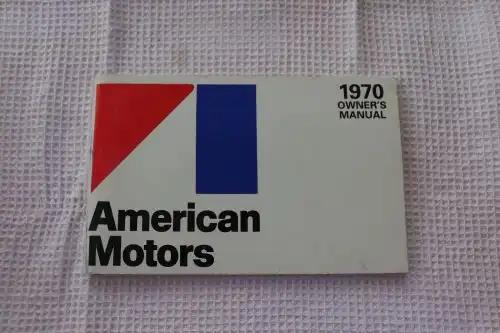 1970
OWNER'S
MANUAL
American
Motors